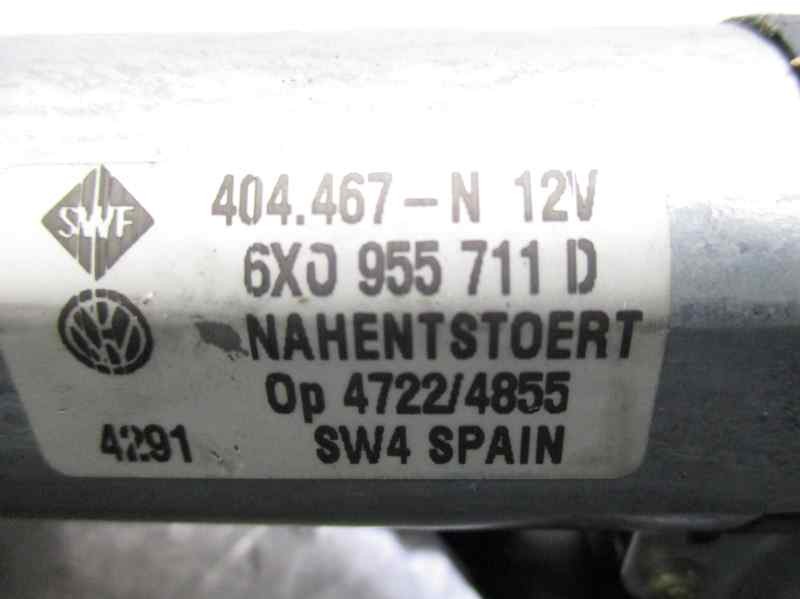 SWF 404.467-N 12V
6X0 955 711 D
NAHENTSTOERT
Op 4722/4855
4291 SW4 SPAIN